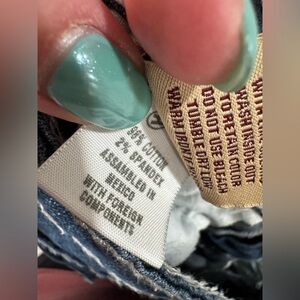 98% COTTON
2% SPANDEX
ASSEMBLED IN
MEXICO
WITH FOREIGN
COMPONENTS
WASH INSIDE OUT
TO RETAIN COLOR
DO NOT USE BLEACH
TUMBLE DRY LOW
WARM IRON